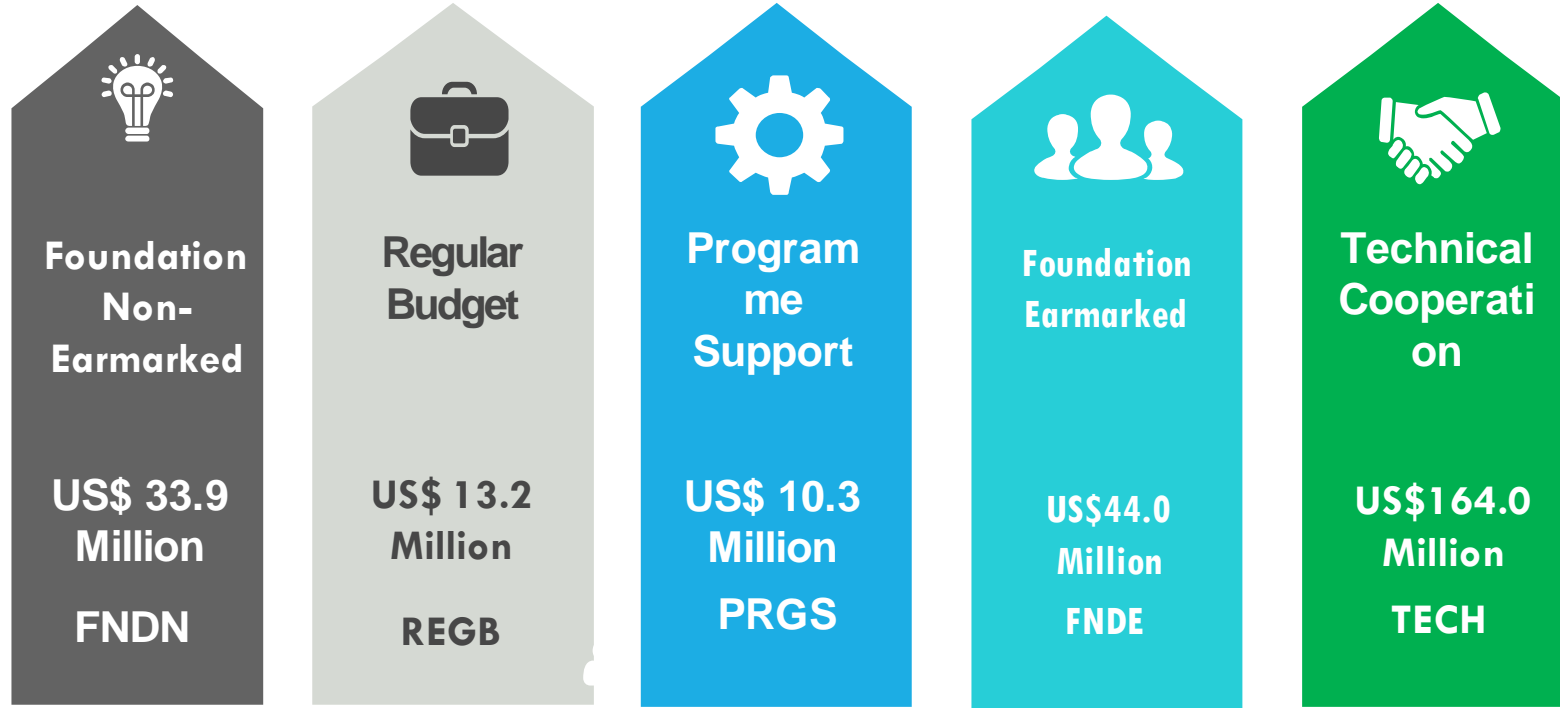 Foundation
Non-
Earmarked
US$ 33.9
Million
FNDN
Regular
Budget
US$ 13.2
Million
REGB
Program
me
Support
US$ 10.3
Million
PRGS
Foundation
Earmarked
US$44.0
Million
FNDE
Technical
Cooperati
on
US$164.0
Million
TECH